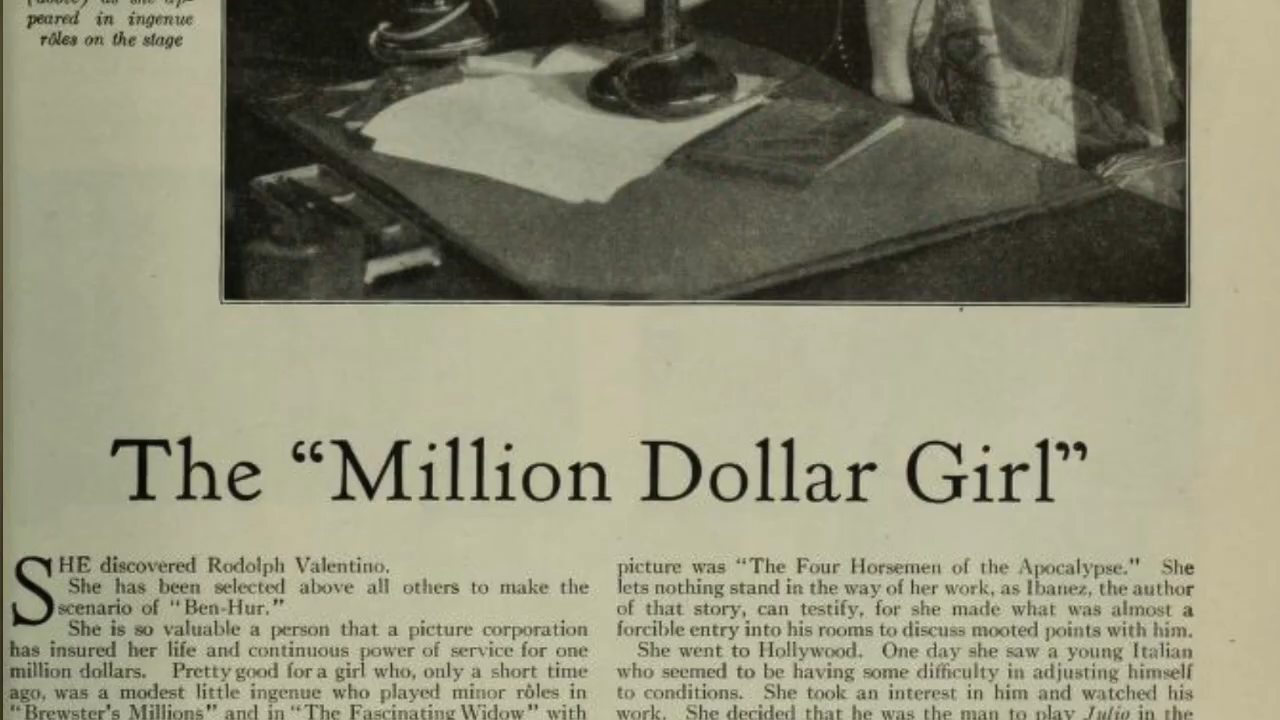 peared in ingenue
rôles on the stage
The “Million Dollar Girl”
SHE discovered Rodolph Valentino.
She has been selected above all others to make the
scenario of “Ben-Hur.”
She is so valuable a person that a picture corporation
has insured her life and continuous power of service for one
million dollars. Pretty good for a girl who, only a short time
ago, was a modest little ingenue who played minor rôles in
“Brewster's Millions” and in “The Fascinating Widow” with
picture was “The Four Horsemen of the Apocalypse.” She
lets nothing stand in the way of her work, as Ibanez, the author
of that story, can testify, for she made what was almost a
forcible entry into his rooms to discuss mooted points with him.
She went to Hollywood. One day she saw a young Italian
who seemed to be having some difficulty in adjusting himself
to conditions. She took an interest in him and watched his
work. She decided that he was the man to play Julio in the